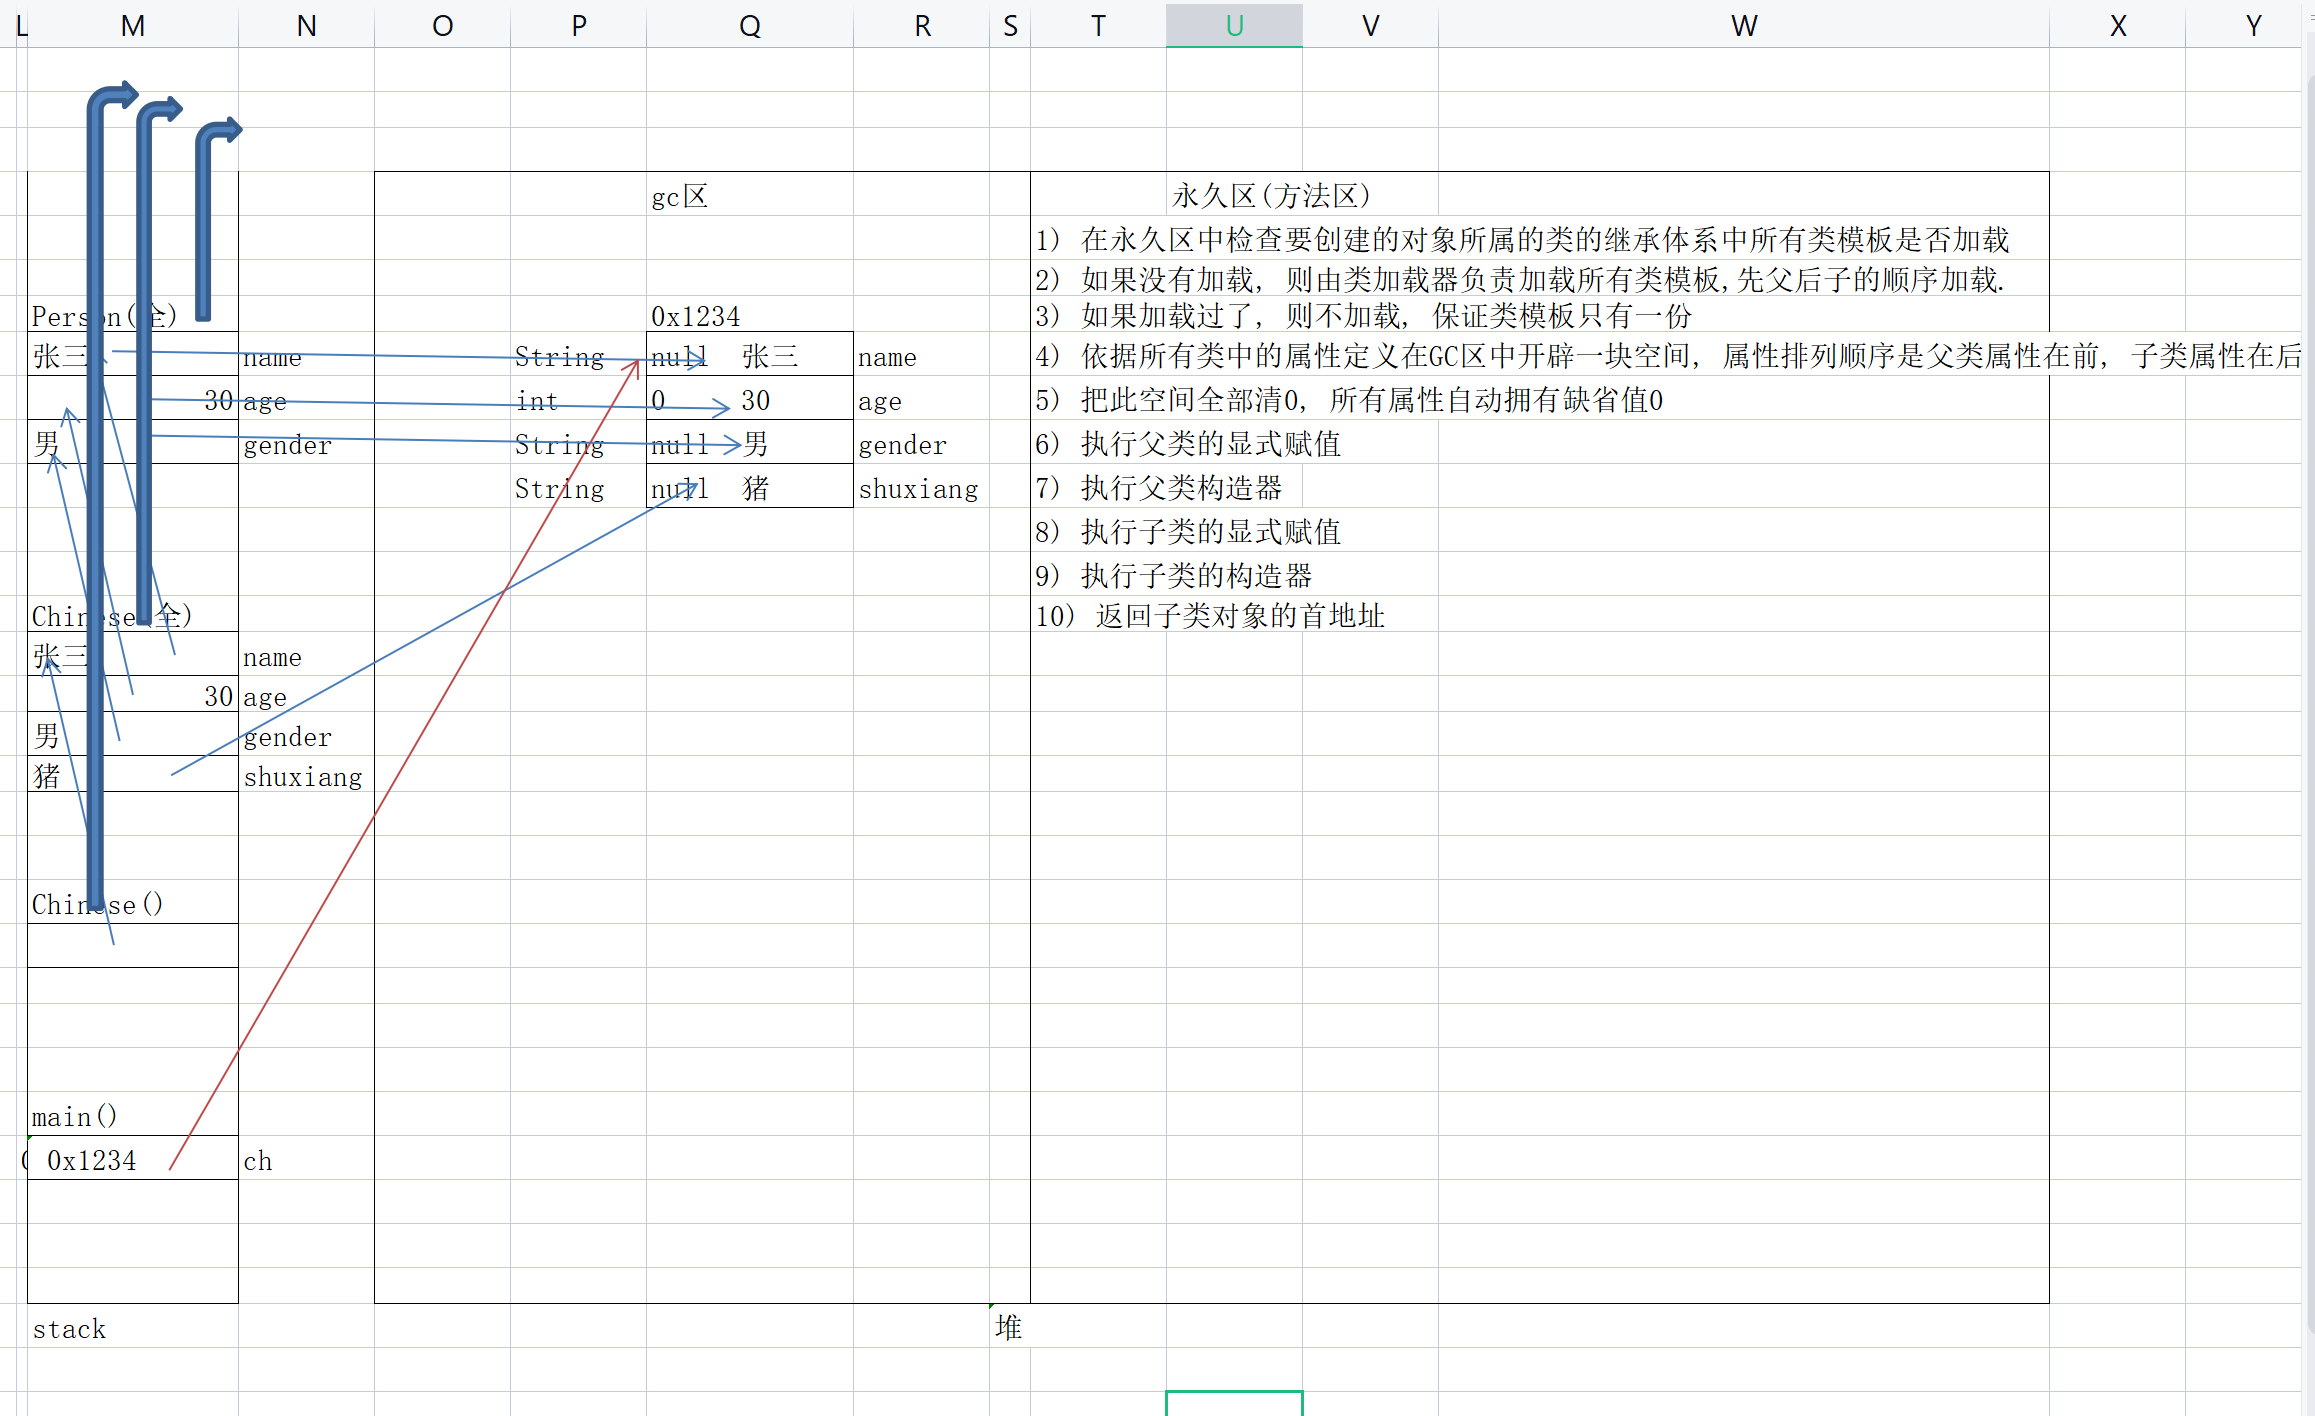 L M N O P Q R S T U V W X Y
gc区 永久区(方法区)
1) 在永久区中检查要创建的对象所属的类的继承体系中所有类模板是否加载
2) 如果没有加载, 则由类加载器负责加载所有类模板,先父后子的顺序加载.
Person(全) 0x1234 3) 如果加载过了, 则不加载, 保证类模板只有一份
张三 name String null 张三 name 4) 依据所有类中的属性定义在GC区中开辟一块空间, 属性排列顺序是父类属性在前, 子类属性在后
30 age int 0 30 age 5) 把此空间全部清0, 所有属性自动拥有缺省值0
男 gender String null 男 gender 6) 执行父类的显式赋值
String null 猪 shuxiang 7) 执行父类构造器
8) 执行子类的显式赋值
9) 执行子类的构造器
Chinese(全) 10) 返回子类对象的首地址
张三 name
30 age
男 gender
猪 shuxiang
Chinese()
main()
0x1234 ch
stack 堆